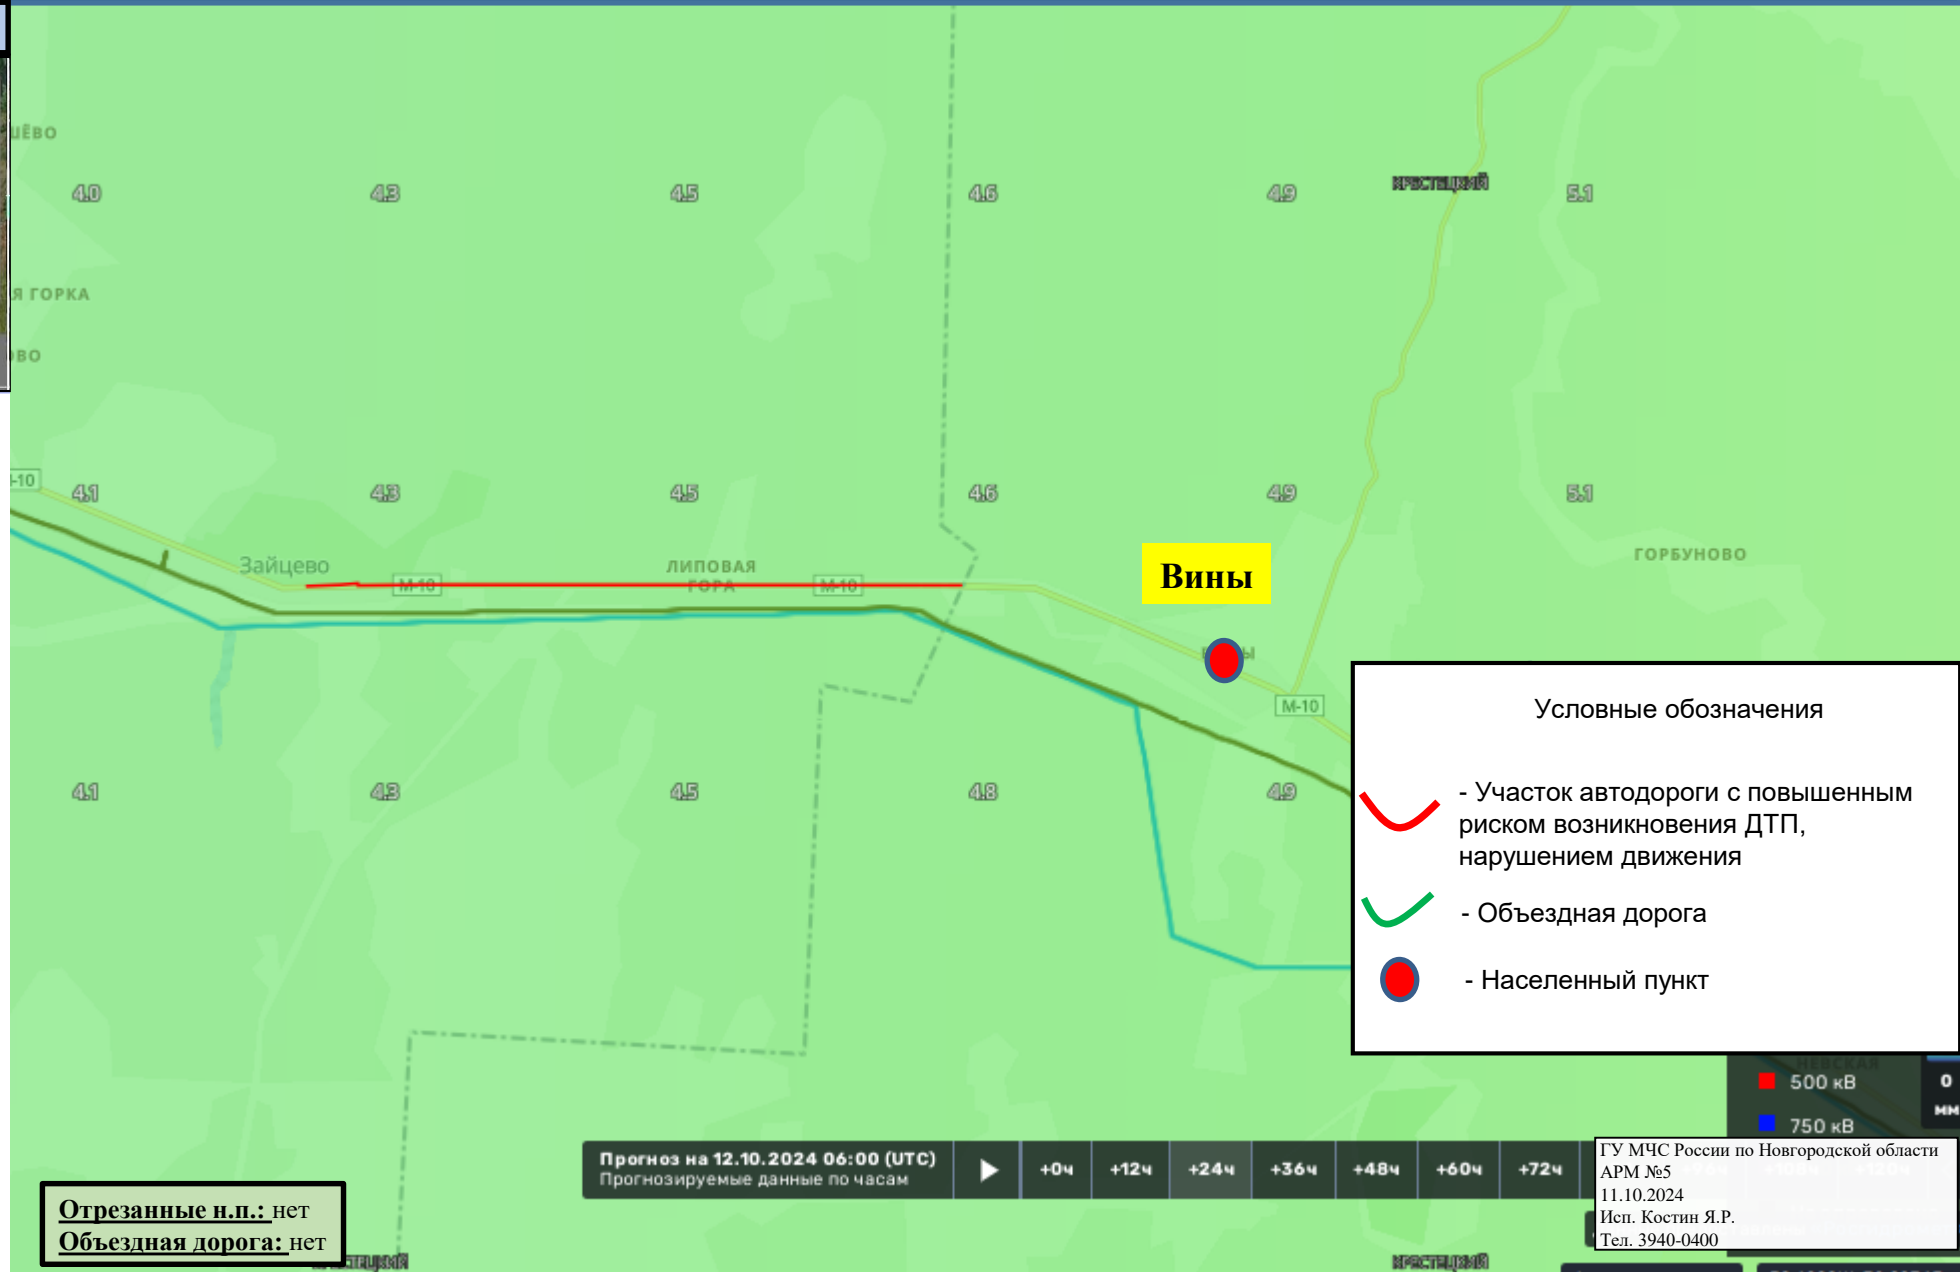 4.0
4.3
4.5
4.6
4.9
КРЕСТЕЦКИЙ
5.1
Я ГОРКА
4.1
4.3
4.5
4.6
4.9
5.1
Зайцево
М-10
ЛИПОВАЯ
ГОРА
М-10
Вины
ГОРБУНОВО
М-10
4.1
4.3
4.5
4.8
4.9
Условные обозначения
- Участок автодороги с повышенным
риском возникновения ДТП,
нарушением движения
- Объездная дорога
- Населенный пункт
НЕВСКАЯ
500 кВ
750 кВ
0
мм
Прогноз на 12.10.2024 06:00 (UTC)
Прогнозируемые данные по часам
+0ч
+12ч
+24ч
+36ч
+48ч
+60ч
+72ч
ГУ МЧС России по Новгородской области
АРМ №5
11.10.2024
Исп. Костин Я.Р.
Тел. 3940-0400
Отрезанные н.п.: нет
Объездная дорога: нет
КРЕСТЕЦКИЙ